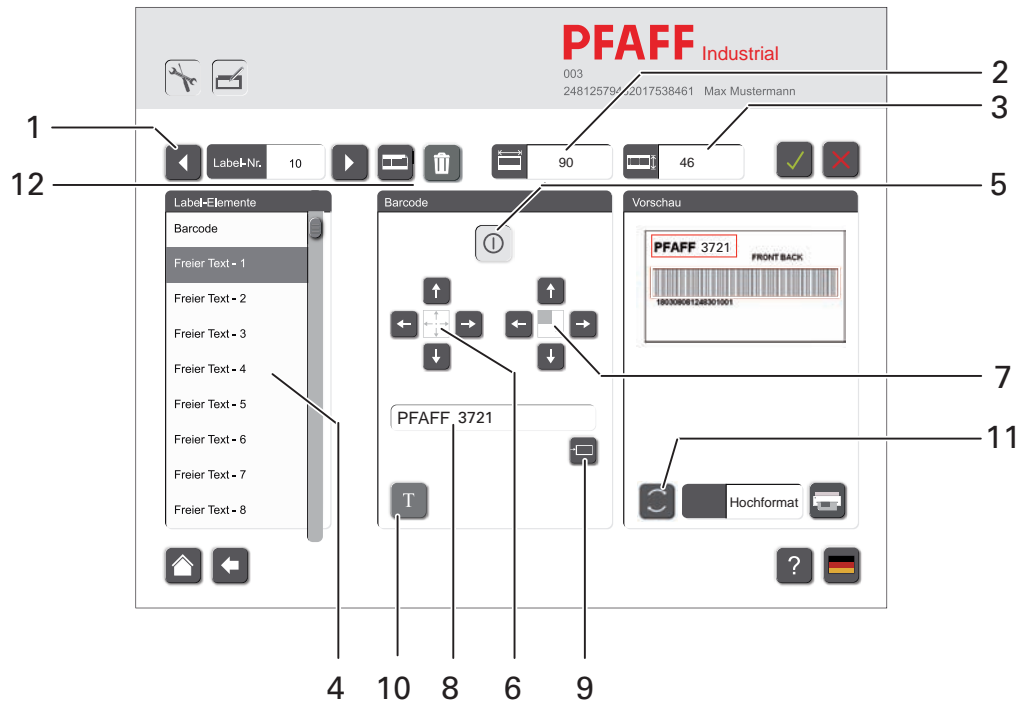 PFAFF Industrial
003
24812579462017538461 Max Mustermann
2
3
1
Label-Nr. 10
90
46
12
5
Label-Elemente
Barcode
Freier Text - 1
Freier Text - 2
Freier Text - 3
Freier Text - 4
Freier Text - 5
Freier Text - 6
Freier Text - 7
Freier Text - 8
Barcode
PFAFF 3721
T
Vorschau
PFAFF 3721
FRONT BACK
180308081248301001
7
11
Hochformat
?
4 10 8 6 9